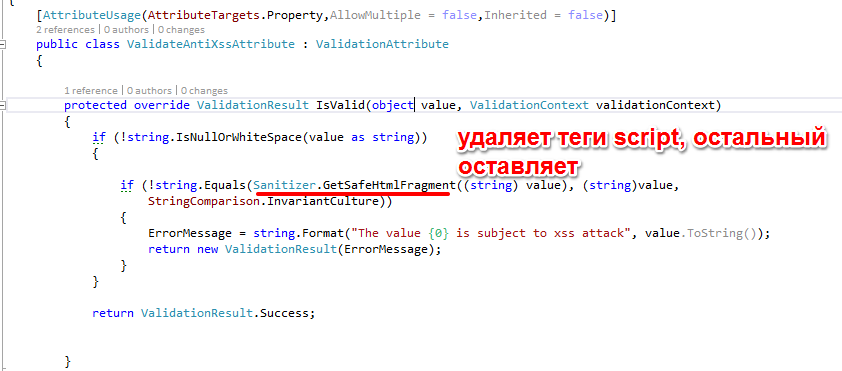 {
[AttributeUsage(AttributeTargets.Property,AllowMultiple = false,Inherited = false)]
2 references | 0 authors | 0 changes
public class ValidateAntiXssAttribute : ValidationAttribute
{
1 reference | 0 authors | 0 changes
protected override ValidationResult IsValid(object value, ValidationContext validationContext)
{
if (!string.IsNullOrWhiteSpace(value as string))
{
удаляет теги script, остальный
оставляет
if (!string.Equals(Sanitizer.GetSafeHtmlFragment((string) value), (string)value,
StringComparison.InvariantCulture))
{
ErrorMessage = string.Format("The value {0} is subject to xss attack", value.ToString());
return new ValidationResult(ErrorMessage);
}
}
return ValidationResult.Success;
}